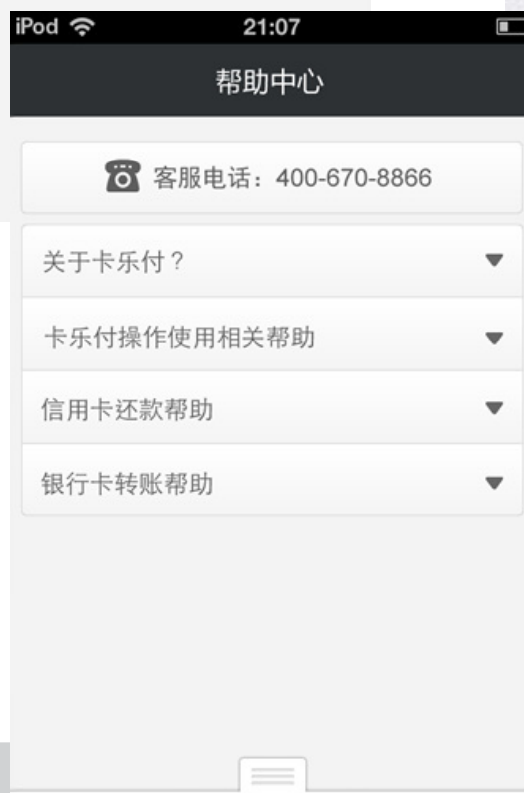 iPod 21:07
帮助中心
客服电话：400-670-8866
关于卡乐付？
卡乐付操作使用相关帮助
信用卡还款帮助
银行卡转账帮助